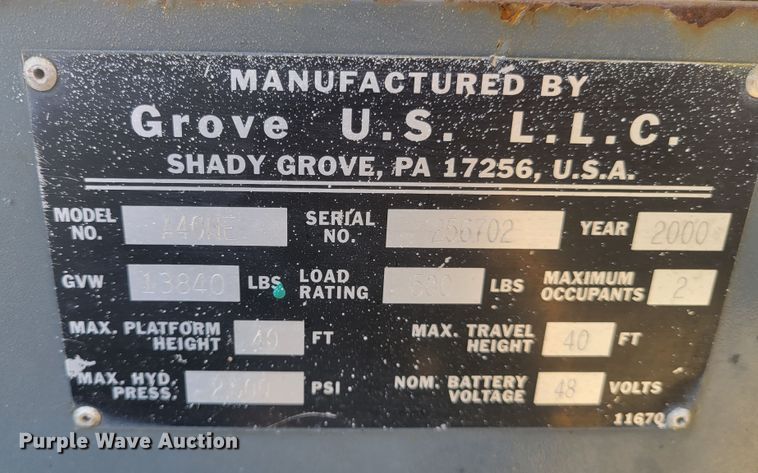 MANUFACTURED BY
Grove U.S. L.L.C.
SHADY GROVE, PA 17256, U.S.A.
MODEL NO. SERIAL NO. 256702 YEAR 2000
GVW 13840 LBS LOAD RATING LBS MAXIMUM OCCUPANTS 2
MAX. PLATFORM HEIGHT 40 FT MAX. TRAVEL HEIGHT 40 FT
MAX. HYD. PRESS. PSI NOM. BATTERY VOLTAGE 48 VOLTS
11670
Purple Wave Auction